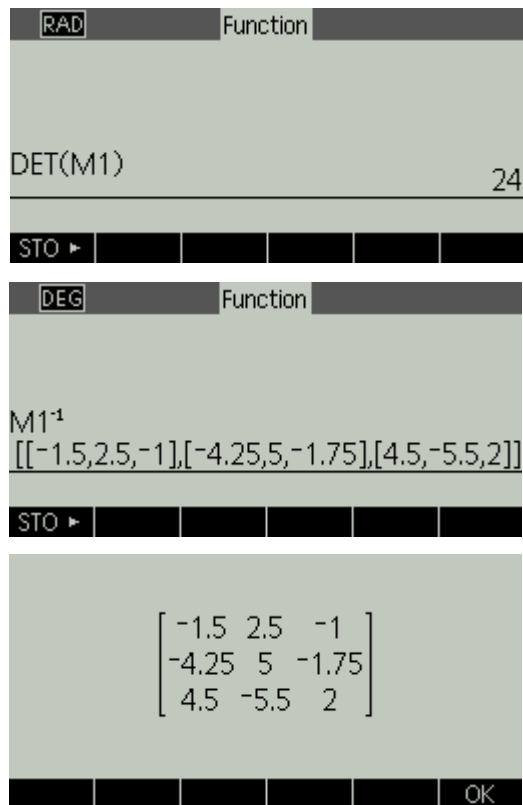 RAD Function
DET(M1)
24
STO ►
DEG Function
M1⁻¹
[[⁻1.5,2.5,⁻1],[⁻4.25,5,⁻1.75],[4.5,⁻5.5,2]]
STO ►
⁻1.5 2.5 ⁻1
⁻4.25 5 ⁻1.75
4.5 ⁻5.5 2
OK